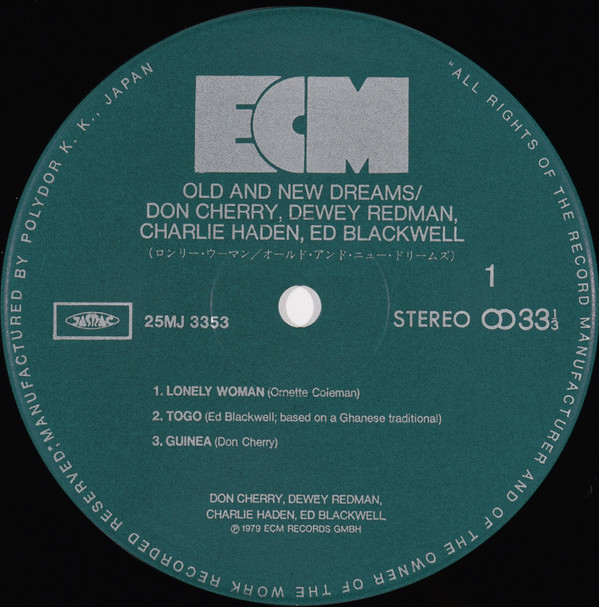 ECM
OLD AND NEW DREAMS/
DON CHERRY, DEWEY REDMAN,
CHARLIE HADEN, ED BLACKWELL
(ロンリー・ウーマン/オールド・アンド・ニュー・ドリームズ)
1
JASRAC
25MJ 3353
STEREO 33 1/3
1. LONELY WOMAN (Ornette Coleman)
2. TOGO (Ed Blackwell; based on a Ghanese traditional)
3. GUINEA (Don Cherry)
DON CHERRY, DEWEY REDMAN,
CHARLIE HADEN, ED BLACKWELL
℗ 1979 ECM RECORDS GMBH
"ALL RIGHTS OF THE RECORD MANUFACTURER AND OF THE OWNER OF THE WORK RECORDED RESERVED" MANUFACTURED BY POLYDOR K. K., JAPAN